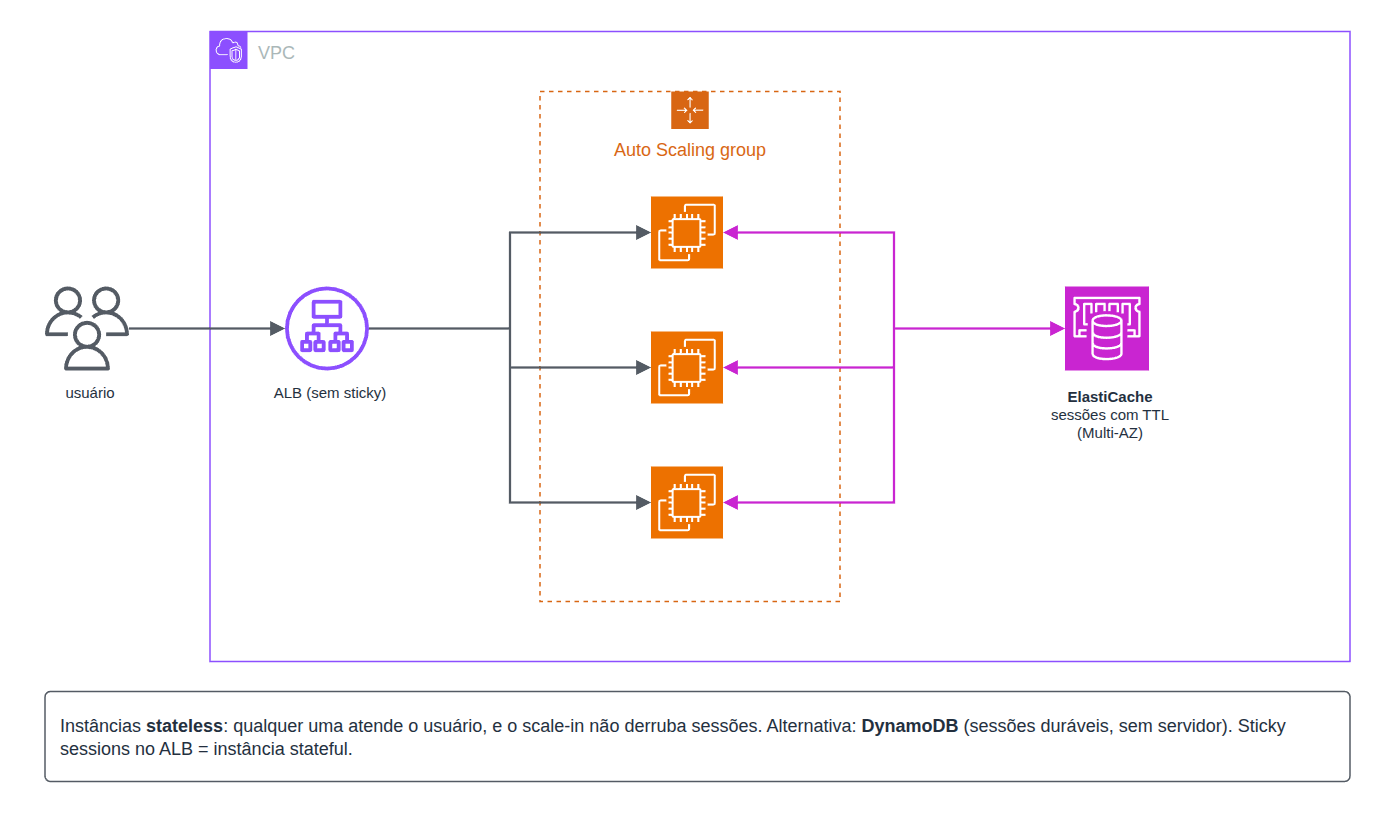 VPC
Auto Scaling group
usuário
ALB (sem sticky)
ElastiCache
sessões com TTL
(Multi-AZ)
Instâncias stateless: qualquer uma atende o usuário, e o scale-in não derruba sessões. Alternativa: DynamoDB (sessões duráveis, sem servidor). Sticky
sessions no ALB = instância stateful.